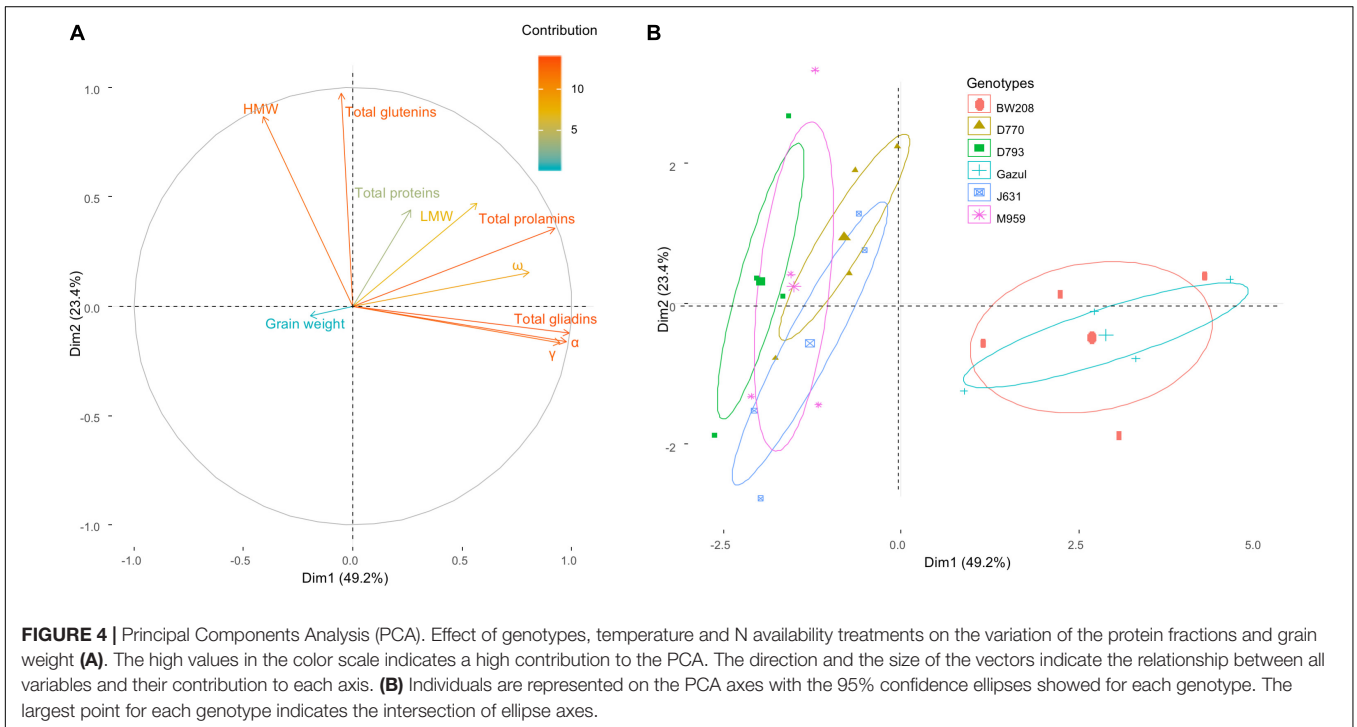 A
Contribution
10
5
1.0
0.5
0.0
-0.5
-1.0
Dim2 (23.4%)
HMW
Total glutenins
Total proteins
LMW
Total prolamins
ω
Total gliadins
α
γ
Grain weight
-1.0 -0.5 0.0 0.5 1.0
Dim1 (49.2%)
B
Genotypes
BW208
D770
D793
Gazul
J631
M959
2
0
-2
Dim2 (23.4%)
-2.5 0.0 2.5 5.0
Dim1 (49.2%)
FIGURE 4 | Principal Components Analysis (PCA). Effect of genotypes, temperature and N availability treatments on the variation of the protein fractions and grain
weight (A). The high values in the color scale indicates a high contribution to the PCA. The direction and the size of the vectors indicate the relationship between all
variables and their contribution to each axis. (B) Individuals are represented on the PCA axes with the 95% confidence ellipses showed for each genotype. The
largest point for each genotype indicates the intersection of ellipse axes.